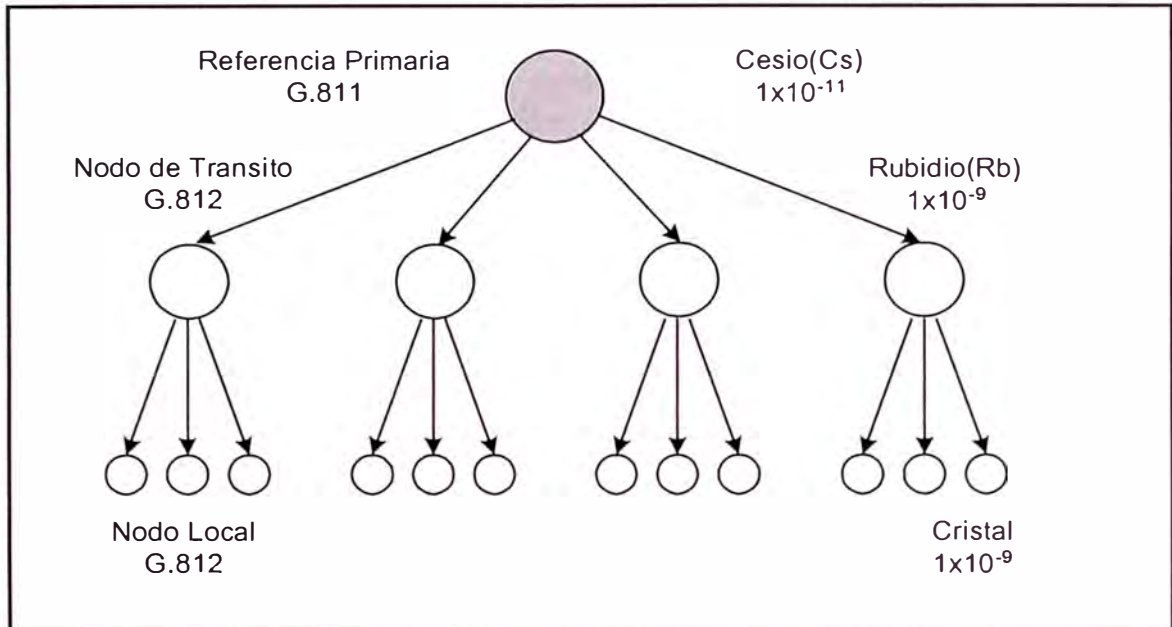 Referencia Primaria
G.811
Cesio(Cs)
1x10⁻¹¹
Nodo de Transito
G.812
Rubidio(Rb)
1x10⁻⁹
Nodo Local
G.812
Cristal
1x10⁻⁹